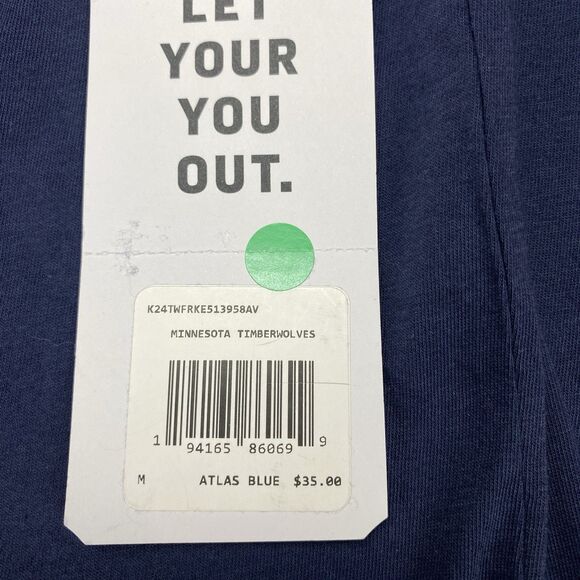 LET
YOUR
YOU
OUT.
K24TWFRKE513958AV
MINNESOTA TIMBERWOLVES
1 94165 86069 9
M ATLAS BLUE $35.00